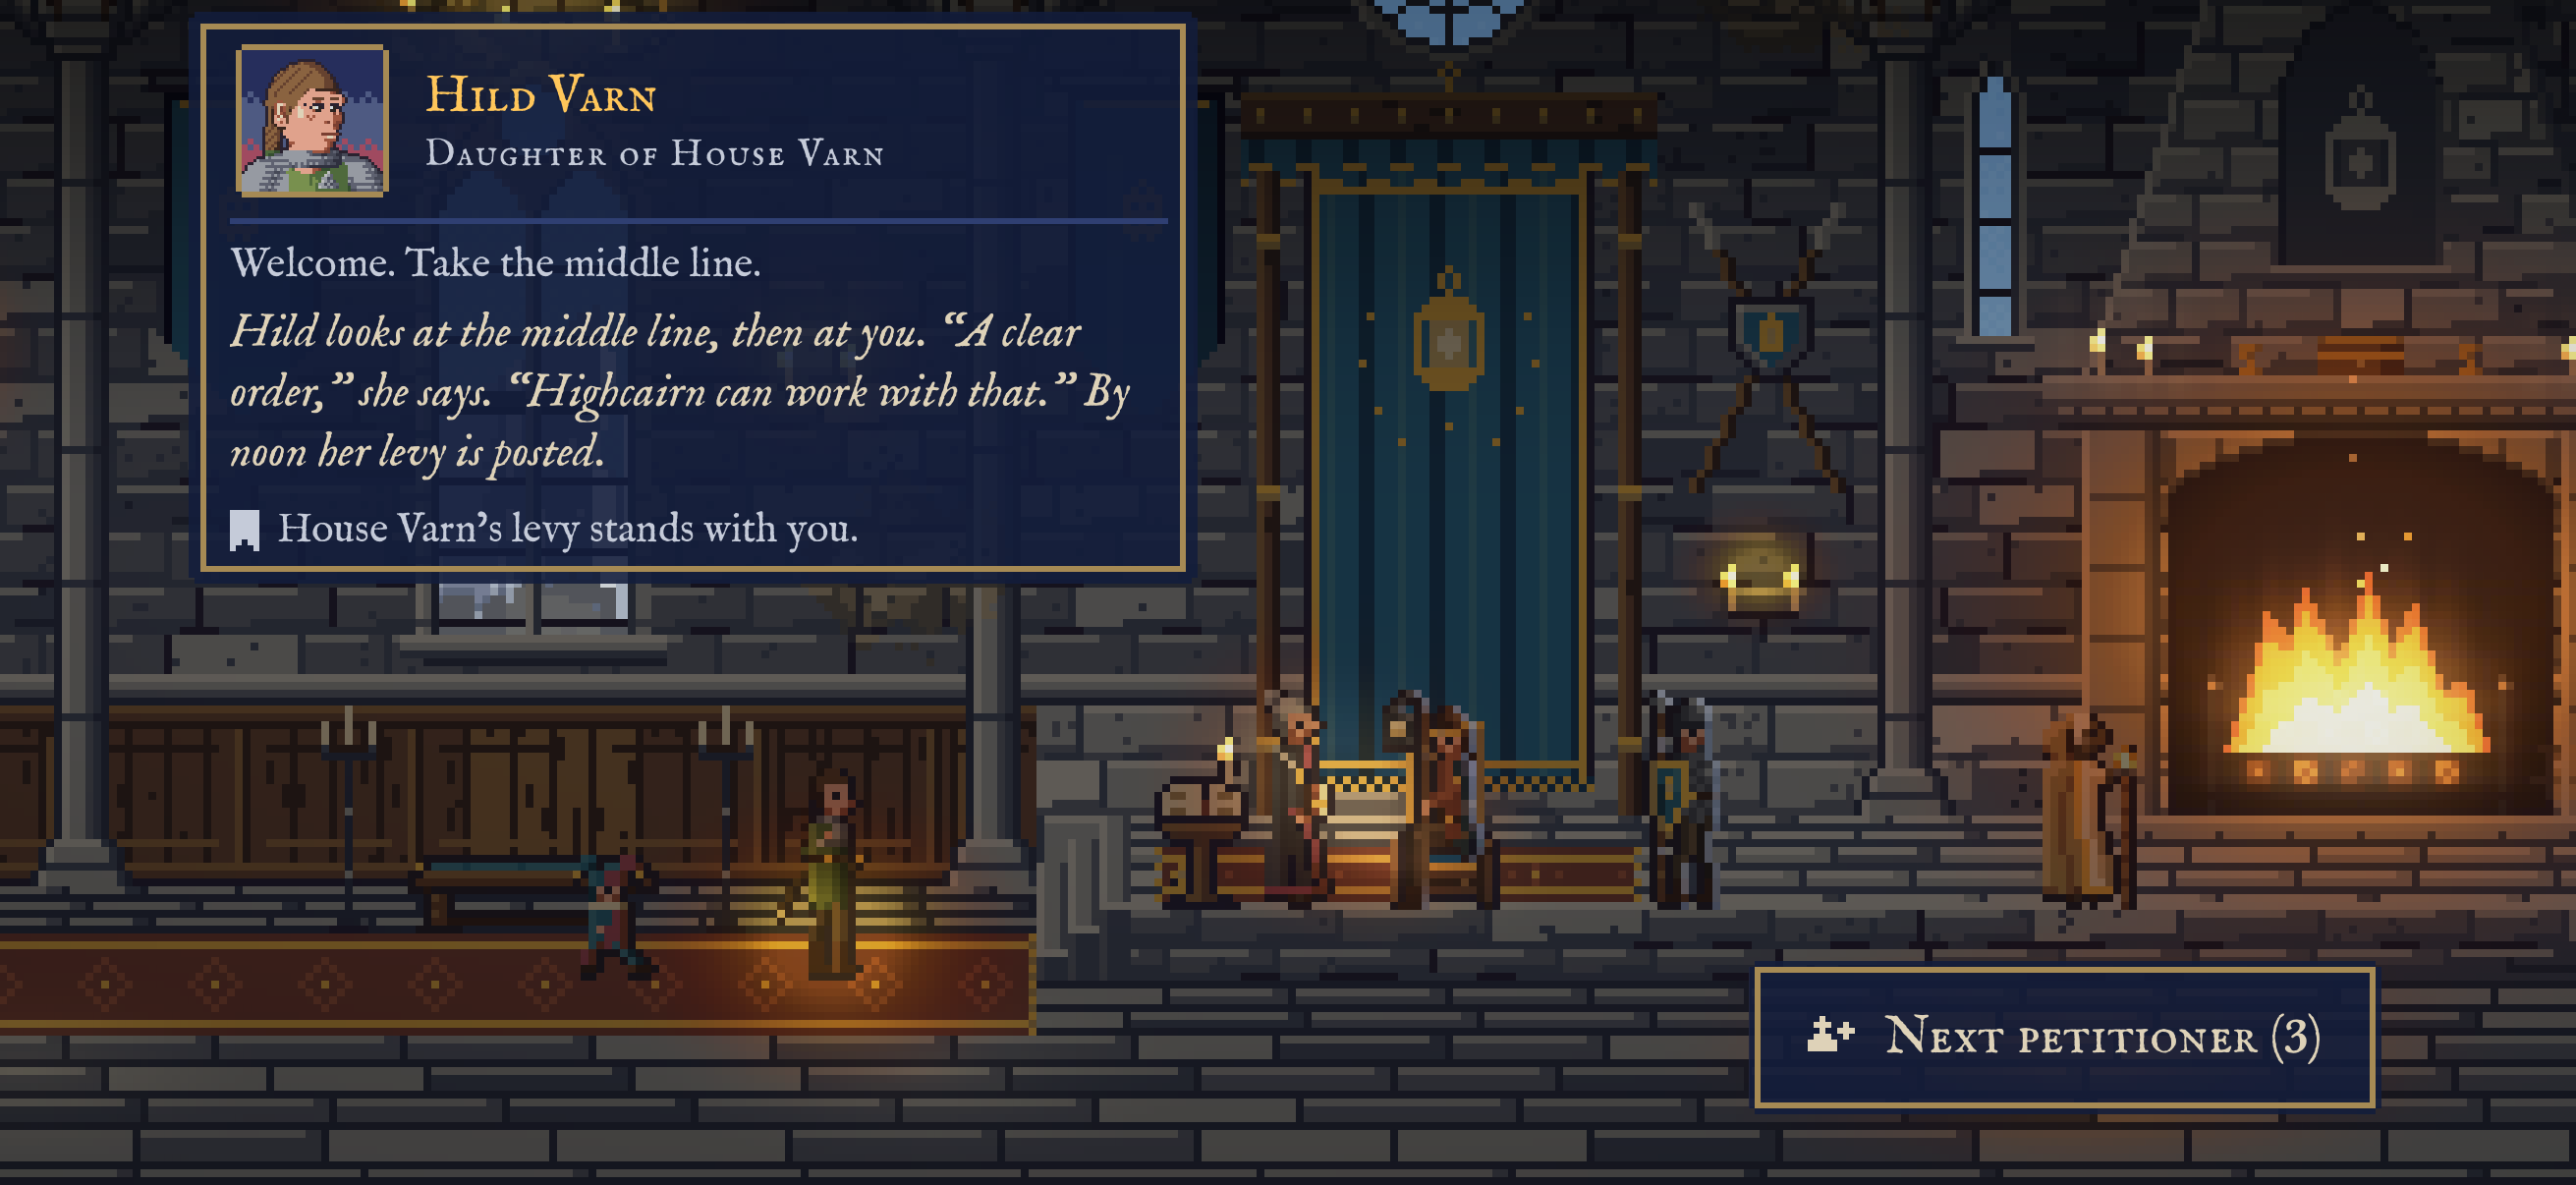 Hild Varn
Daughter of House Varn
Welcome. Take the middle line.
Hild looks at the middle line, then at you. “A clear
order,” she says. “Highcairn can work with that.” By
noon her levy is posted.
House Varn’s levy stands with you.
Next petitioner (3)